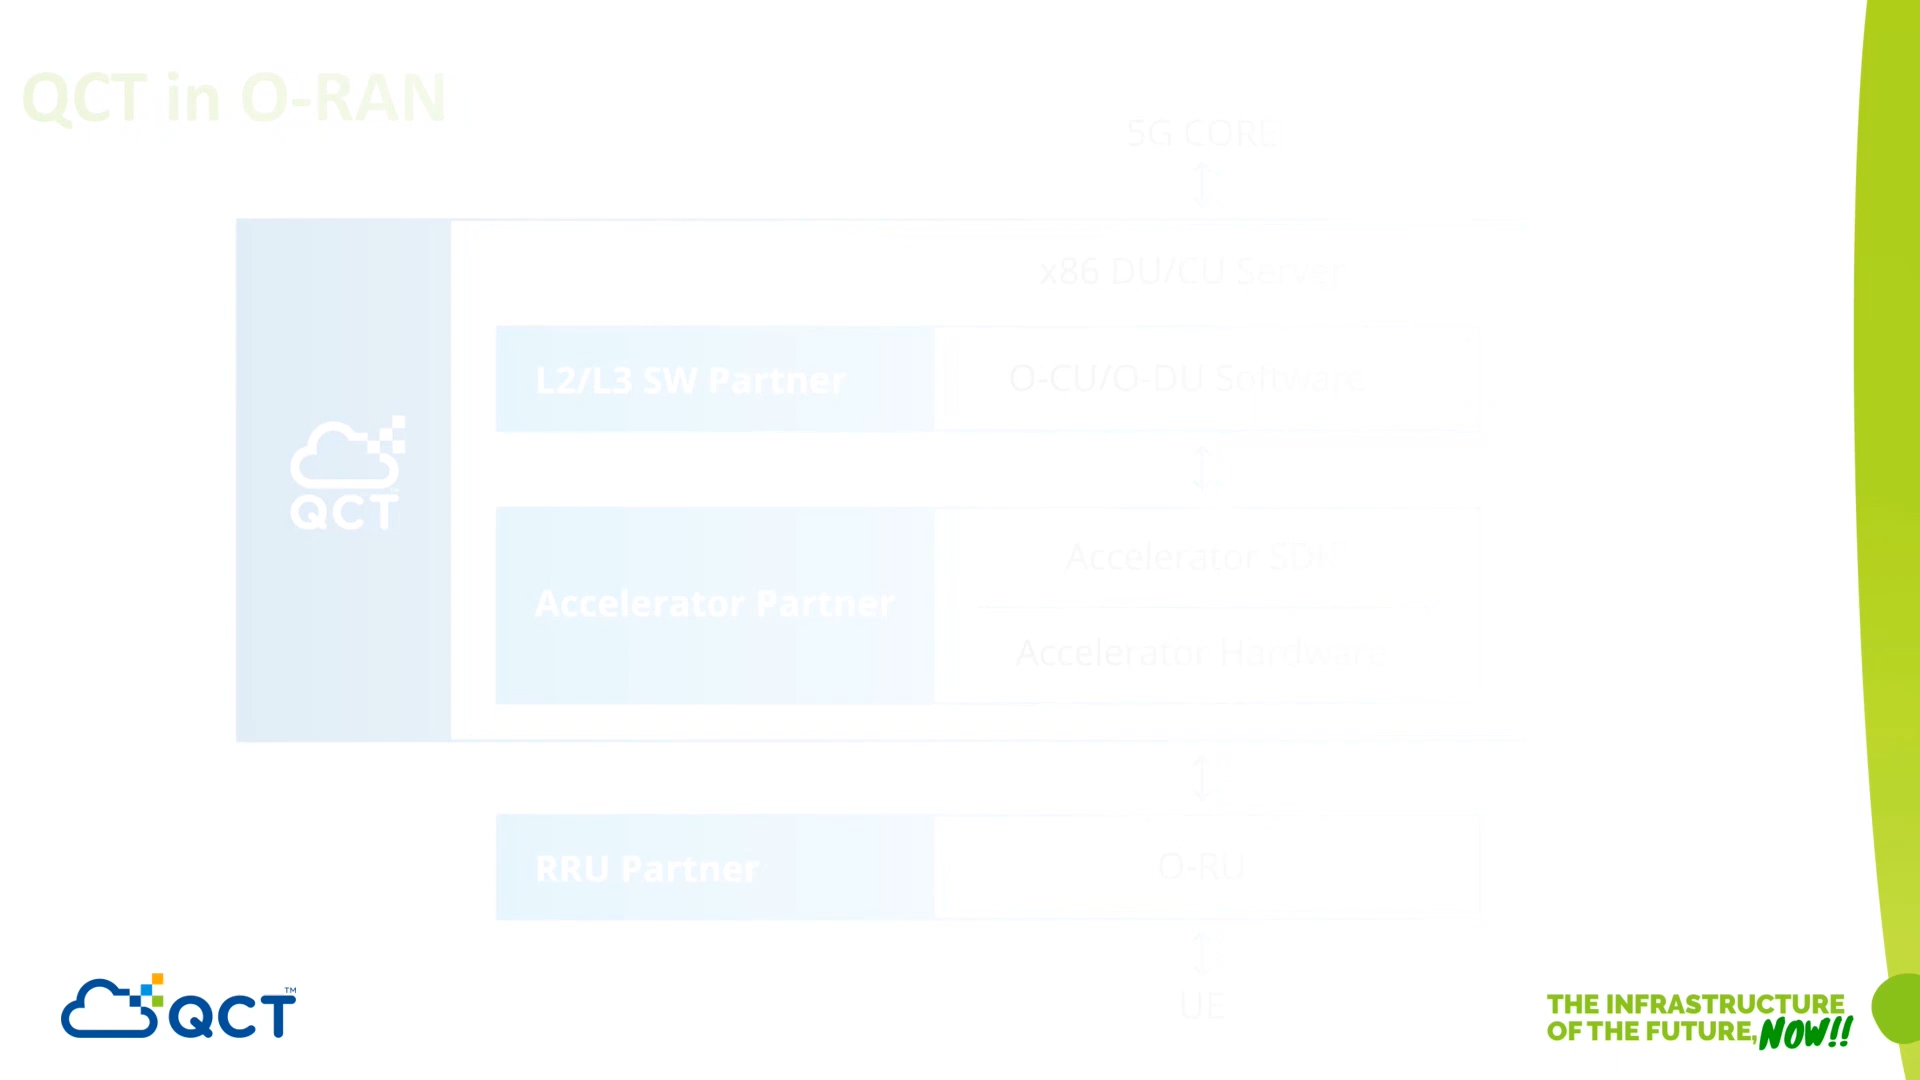 QCT in O-RAN
5G CORE
x86 DU/CU Server
L2/L3 SW Partner
O-CU/O-DU Software
QCT
Accelerator SDK
Accelerator Partner
Accelerator Hardware
RRU Partner
O-RU
UE
QCT™
THE INFRASTRUCTURE
OF THE FUTURE, NOW!!